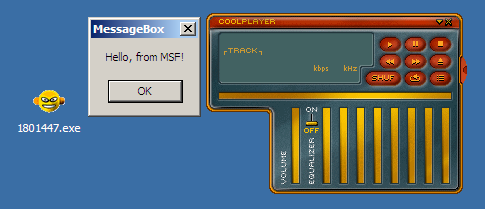 MessageBox
Hello, from MSF!
OK
1801447.exe
COOLPLAYER
TRACK
kbps kHz
SHUF
ON
OFF
VOLUME
EQUALIZER